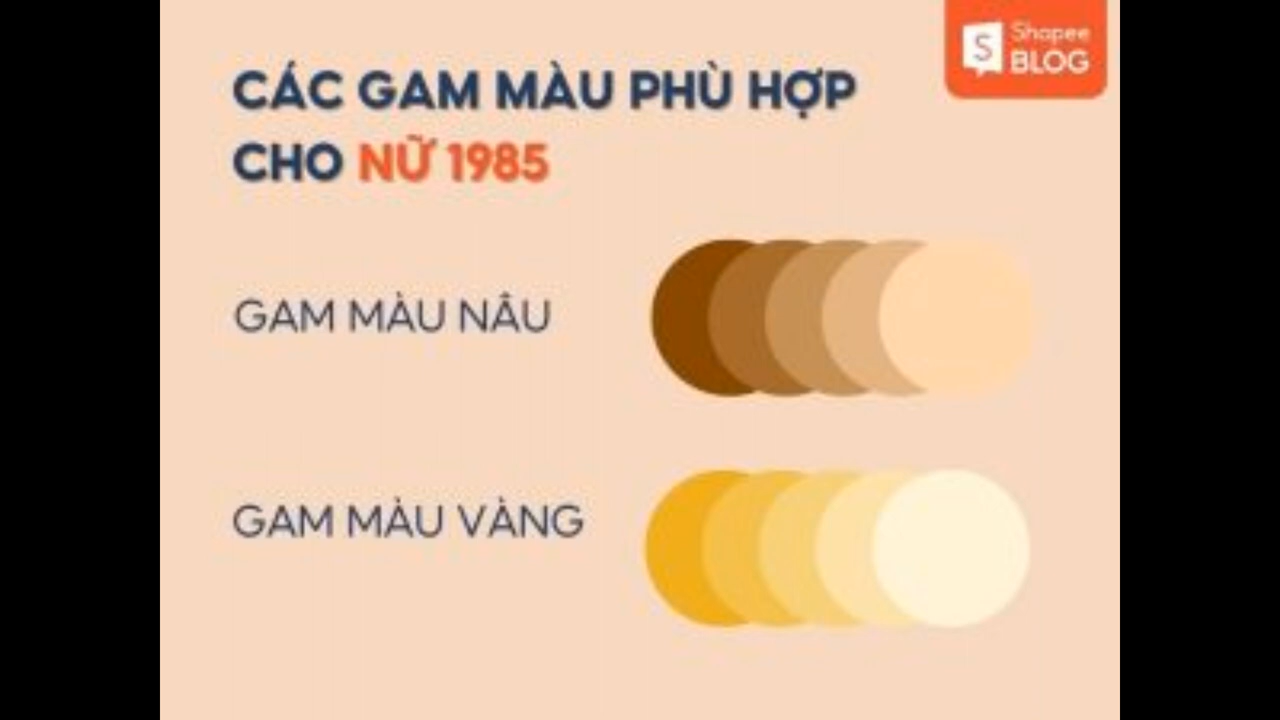 Shopee
BLOG
CÁC GAM MÀU PHÙ HỢP
CHO NỮ 1985
GAM MÀU NÂU
GAM MÀU VÀNG